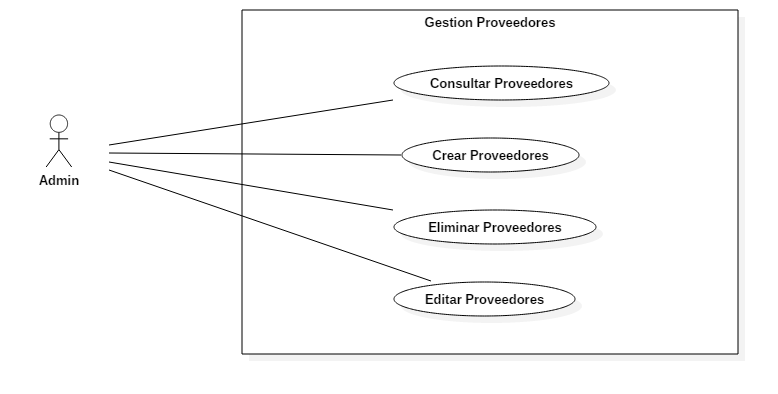 Gestion Proveedores
Consultar Proveedores
Crear Proveedores
Admin
Eliminar Proveedores
Editar Proveedores